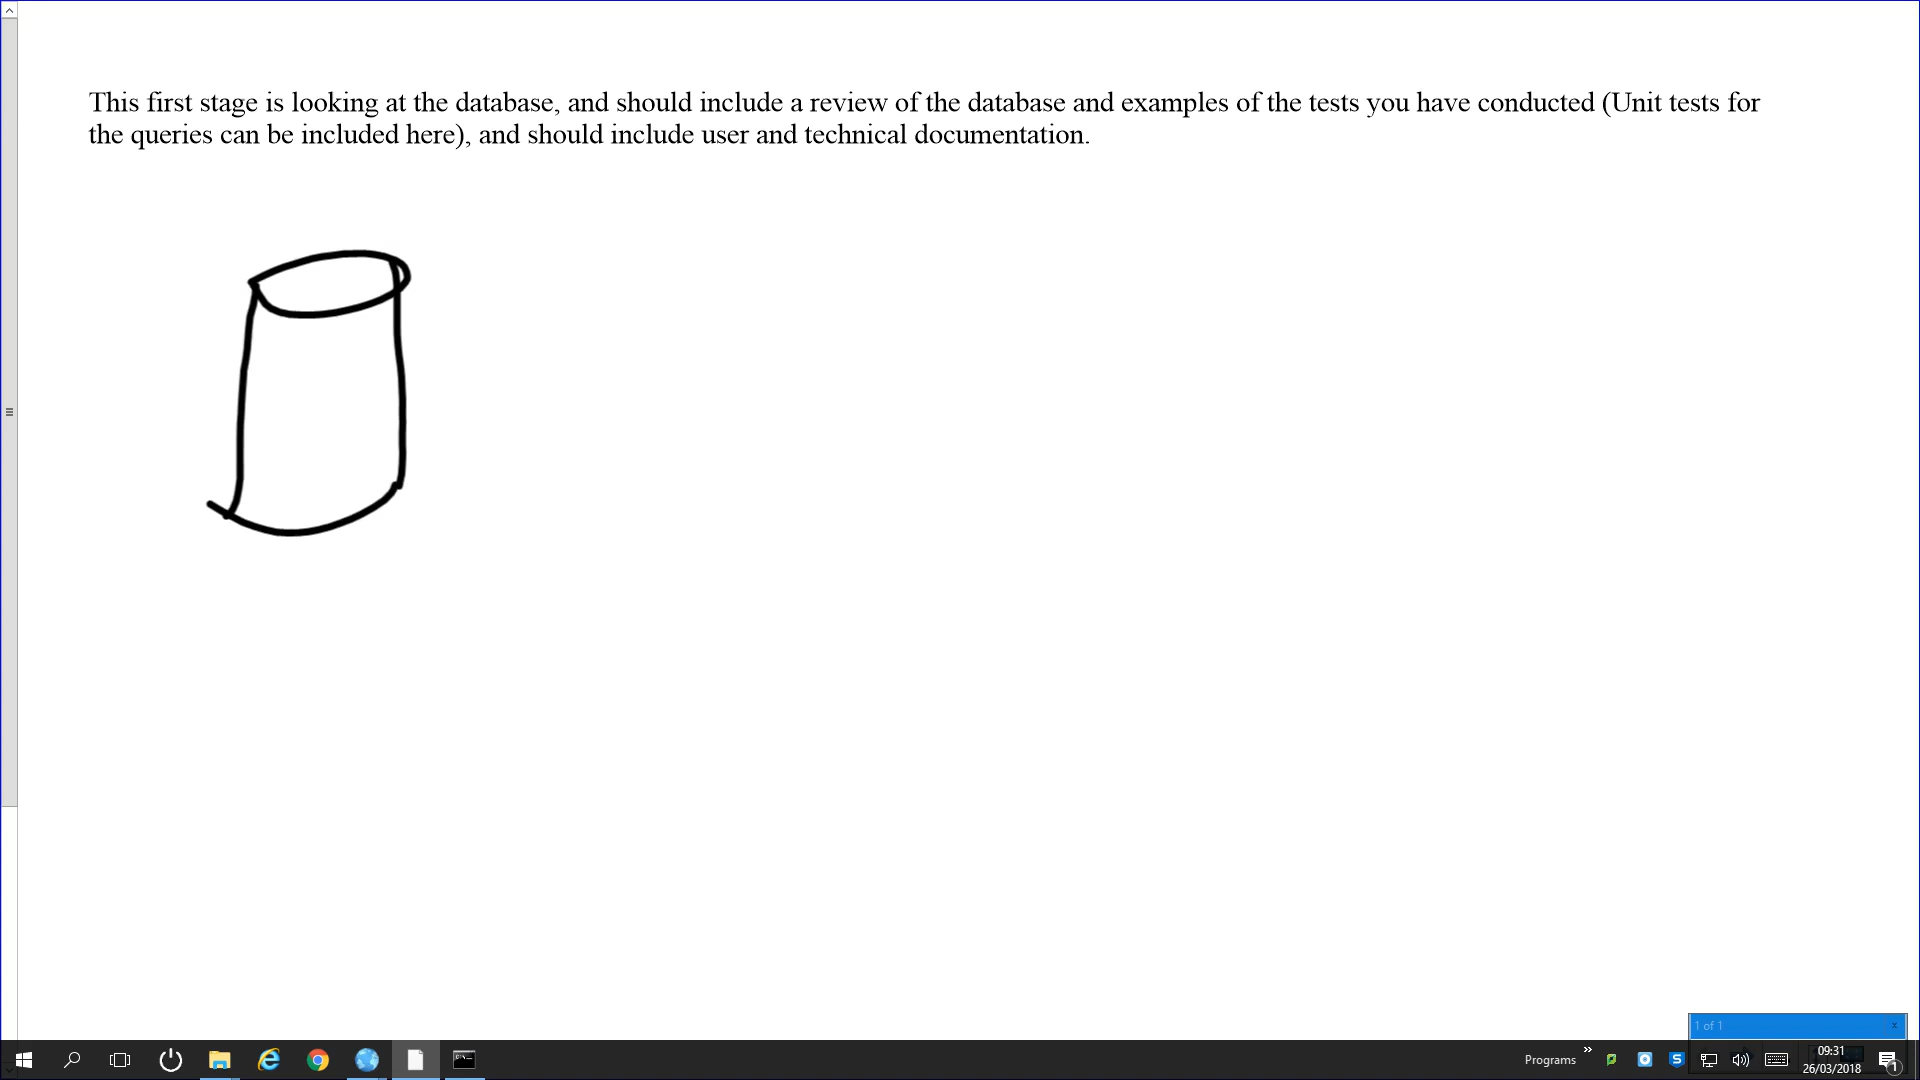 This first stage is looking at the database, and should include a review of the database and examples of the tests you have conducted (Unit tests for
the queries can be included here), and should include user and technical documentation.
1 of 1
x
Programs
09:31
26/03/2018
1